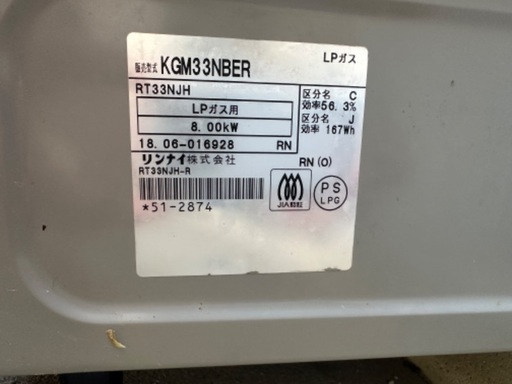 LPガス
販売型式 KGM33NBER
RT33NJH
LPガス用
8.00kW
18.06-016928 RN
リンナイ株式会社
RT33NJH-R
*51-2874
区分名 C
効率56.3%
区分名 J
効率 167Wh
RN(O)
JIA認証
PS
LPG